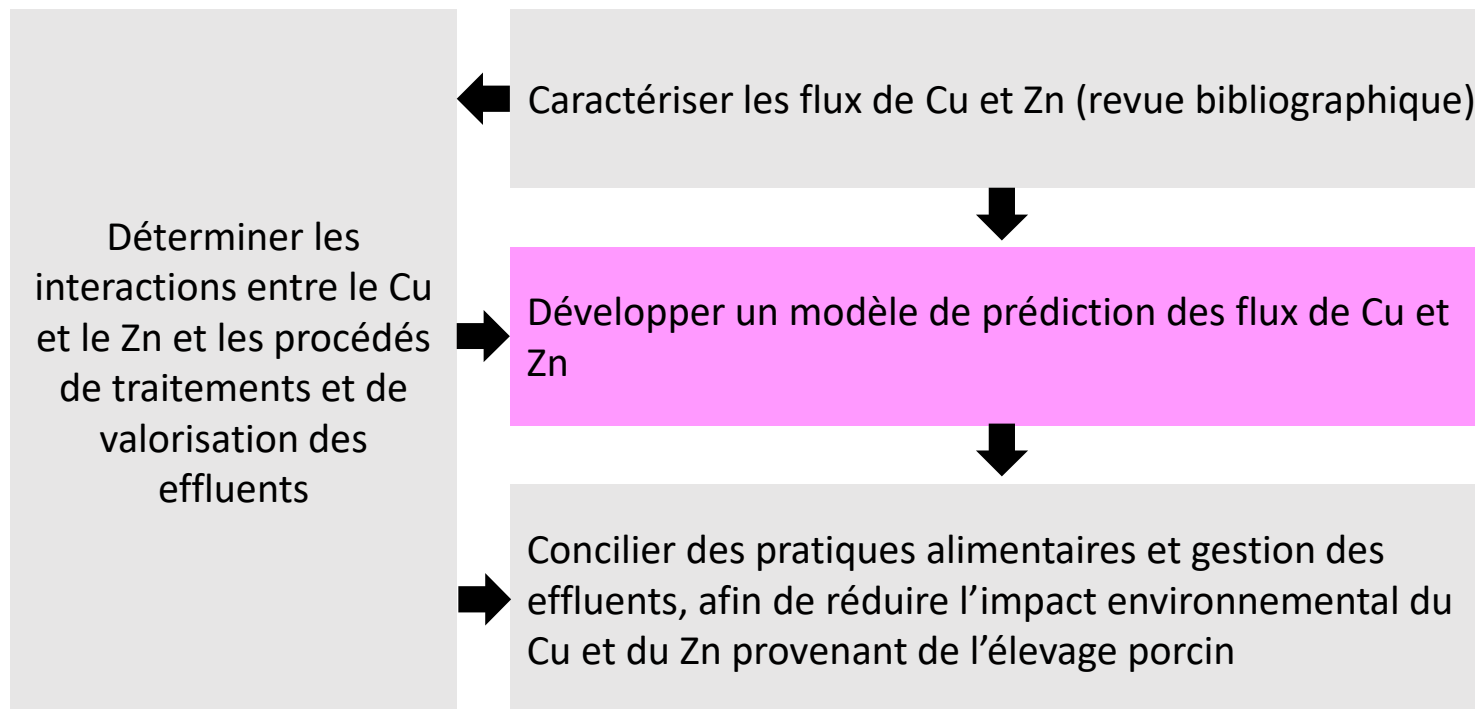 Déterminer les
interactions entre le Cu
et le Zn et les procédés
de traitements et de
valorisation des
effluents
Caractériser les flux de Cu et Zn (revue bibliographique)
Développer un modèle de prédiction des flux de Cu et
Zn
Concilier des pratiques alimentaires et gestion des
effluents, afin de réduire l’impact environnemental du
Cu et du Zn provenant de l’élevage porcin